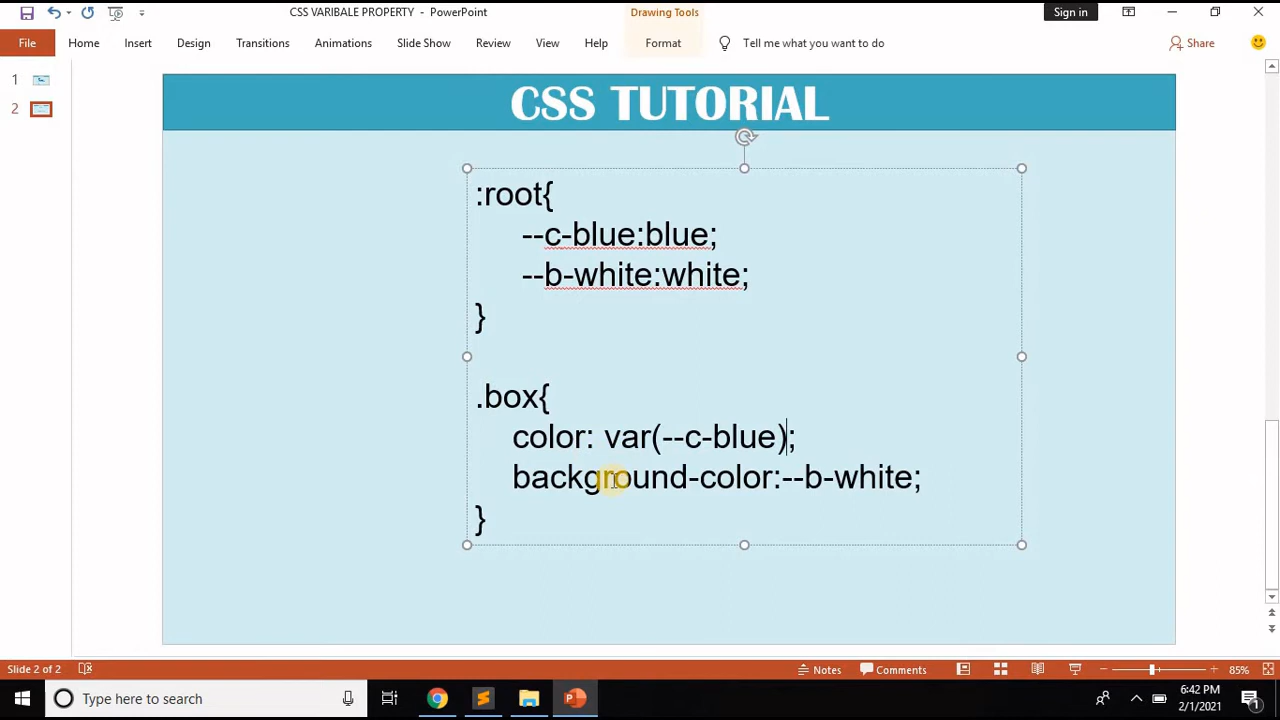 CSS VARIBALE PROPERTY - PowerPoint
Drawing Tools
Sign in
File Home Insert Design Transitions Animations Slide Show Review View Help Format Tell me what you want to do Share
1
2
CSS TUTORIAL
:root{
--c-blue:blue;
--b-white:white;
}
.box{
color: var(--c-blue);
background-color:--b-white;
}
Slide 2 of 2 Notes Comments 85%
Type here to search
6:42 PM
2/1/2021
1